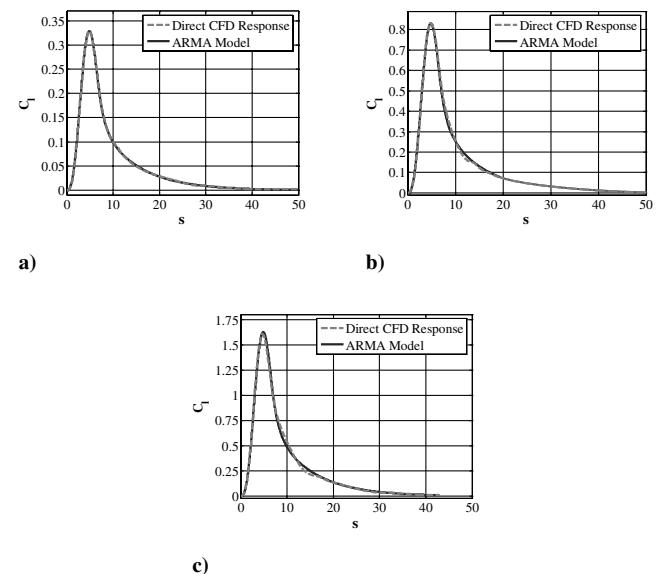 0.35
0.3
0.25
0.2
0.15
0.1
0.05
0
C_l
Direct CFD Response
ARMA Model
0 10 20 30 40 50
s
a)
0.8
0.7
0.6
0.5
0.4
0.3
0.2
0.1
0
C_l
Direct CFD Response
ARMA Model
0 10 20 30 40 50
s
b)
1.75
1.5
1.25
1
0.75
0.5
0.25
0
C_l
Direct CFD Response
ARMA Model
0 10 20 30 40 50
s
c)